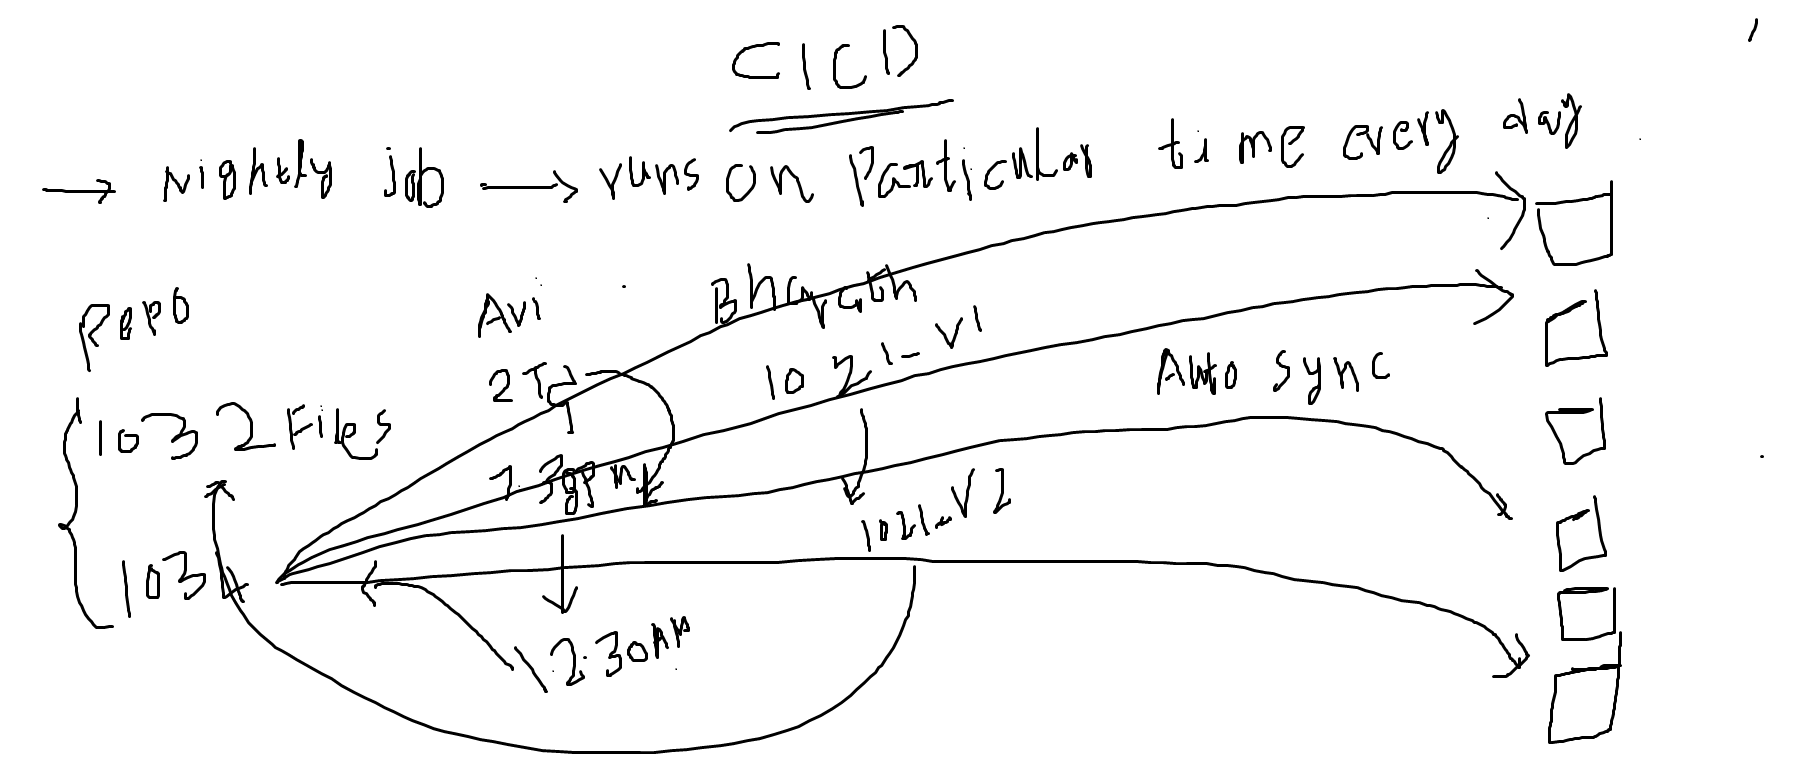 CICD
→ Nightly job → runs on Particular time every day
Repo
Avi
Bharath
1032 Files
2
1021-V1
Auto sync
7.30pm
1021-V2
1034
12:30AM